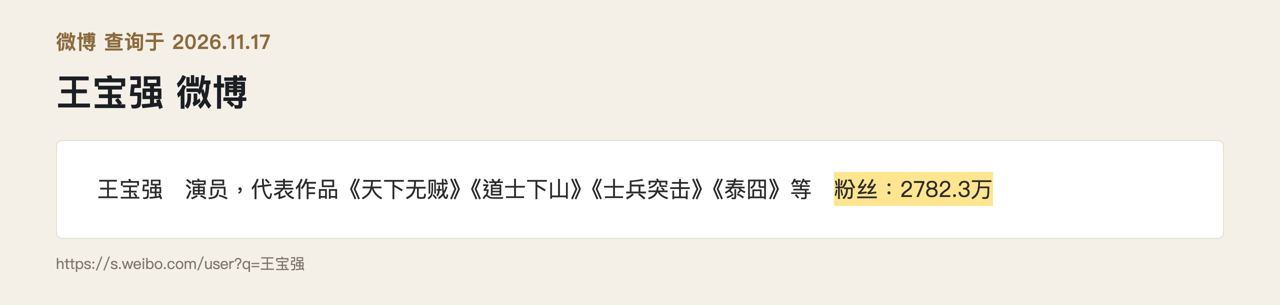 微博 查询于 2026.11.17
王宝强 微博
王宝强　演员，代表作品《天下无贼》《道士下山》《士兵突击》《泰囧》等　粉丝：2782.3万
https://s.weibo.com/user?q=王宝强